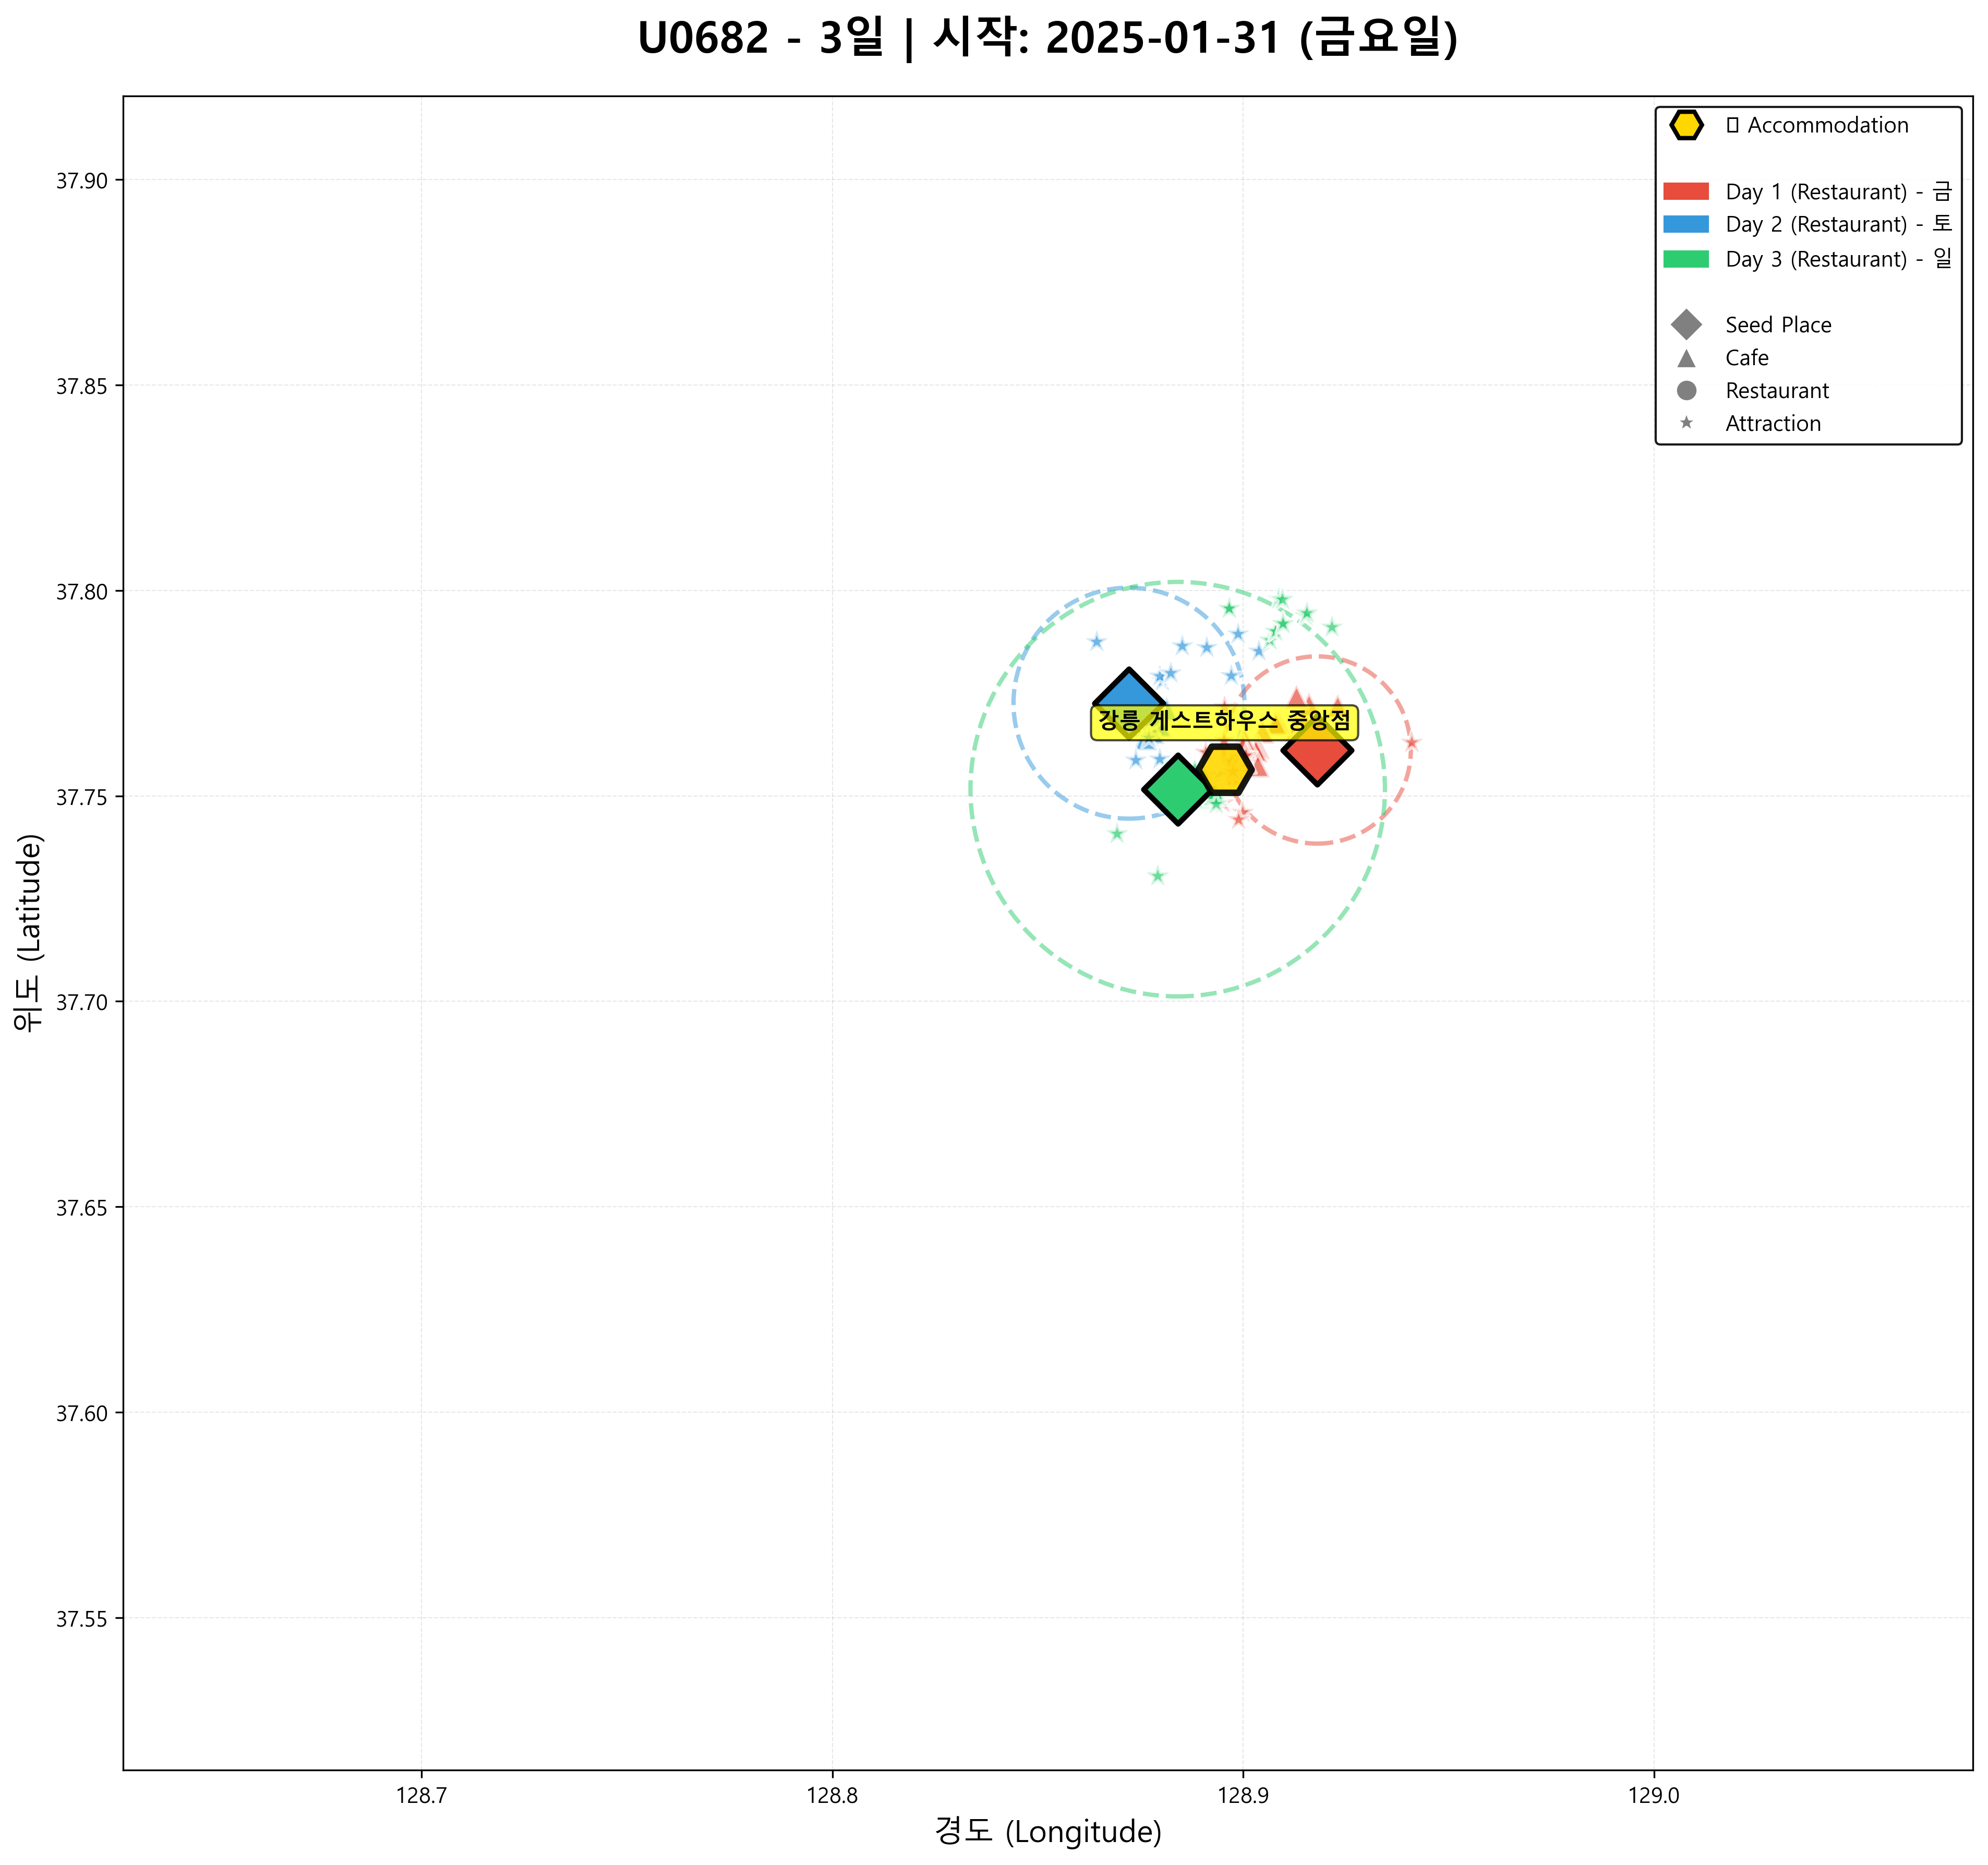 U0682 - 3일 | 시작: 2025-01-31 (금요일)
Accommodation
Day 1 (Restaurant) - 금
Day 2 (Restaurant) - 토
Day 3 (Restaurant) - 일
Seed Place
Cafe
Restaurant
Attraction
위도 (Latitude)
37.90
37.85
37.80
37.75
37.70
37.65
37.60
37.55
강릉 게스트하우스 중앙점
128.7
128.8
128.9
129.0
경도 (Longitude)